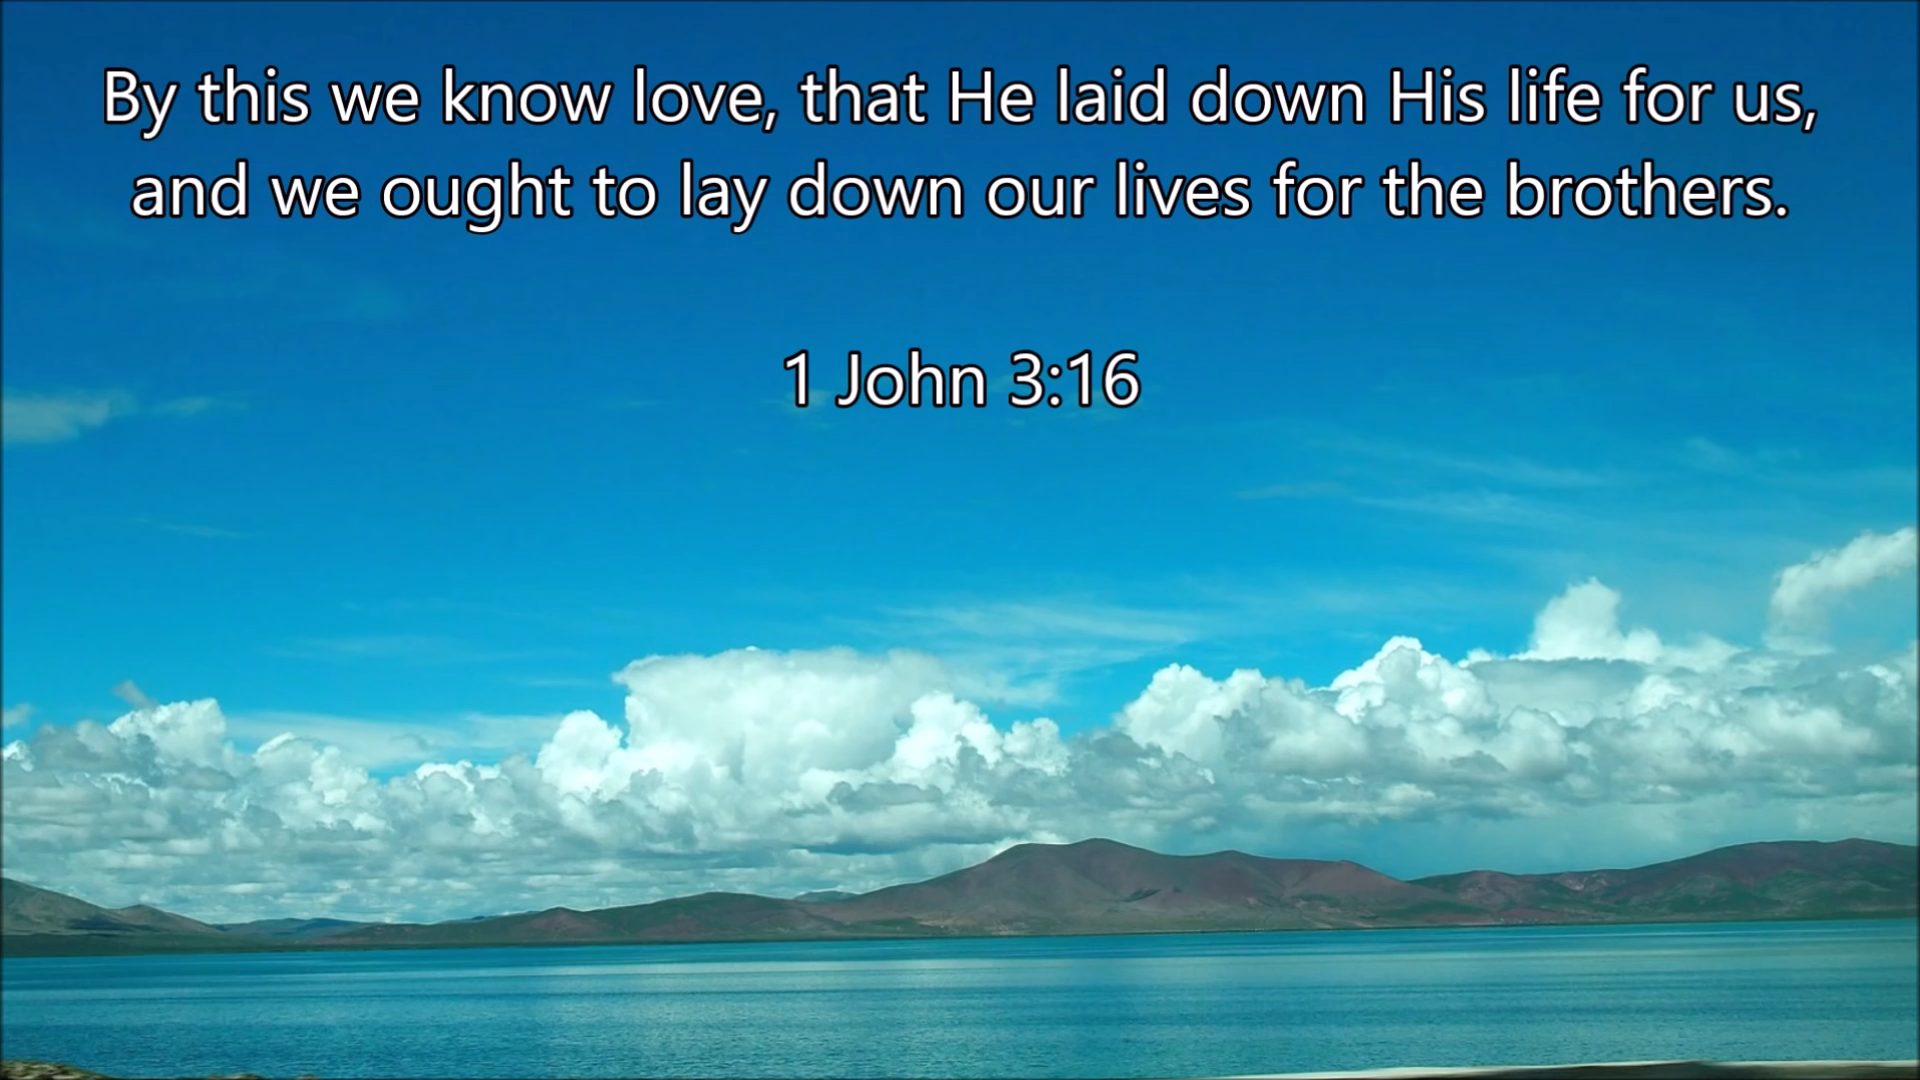 By this we know love, that He laid down His life for us,
and we ought to lay down our lives for the brothers.
1 John 3:16